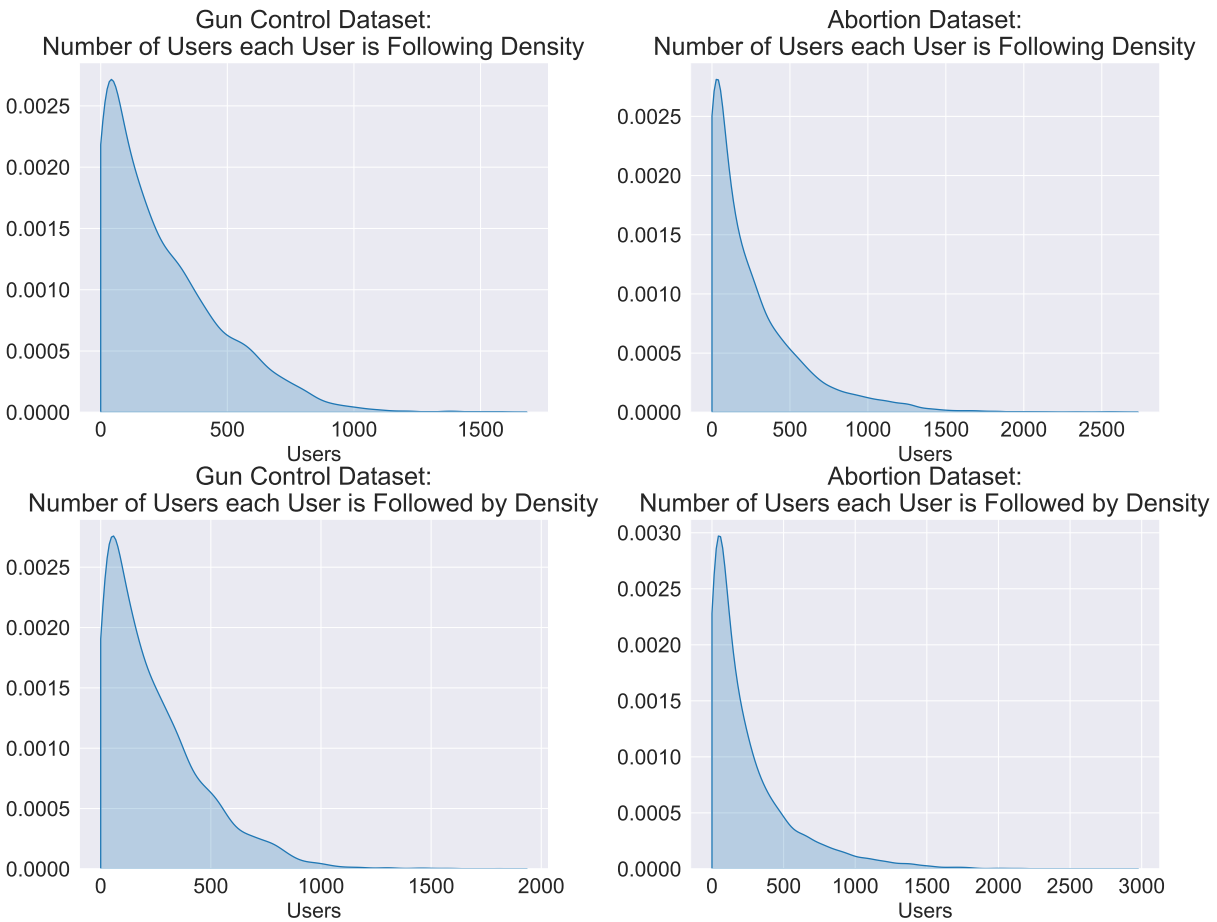 Gun Control Dataset:
Number of Users each User is Following Density
0.0025
0.0020
0.0015
0.0010
0.0005
0.0000
0 500 1000 1500
Users
Abortion Dataset:
Number of Users each User is Following Density
0.0025
0.0020
0.0015
0.0010
0.0005
0.0000
0 500 1000 1500 2000 2500
Users
Gun Control Dataset:
Number of Users each User is Followed by Density
0.0025
0.0020
0.0015
0.0010
0.0005
0.0000
0 500 1000 1500 2000
Users
Abortion Dataset:
Number of Users each User is Followed by Density
0.0030
0.0025
0.0020
0.0015
0.0010
0.0005
0.0000
0 500 1000 1500 2000 2500 3000
Users